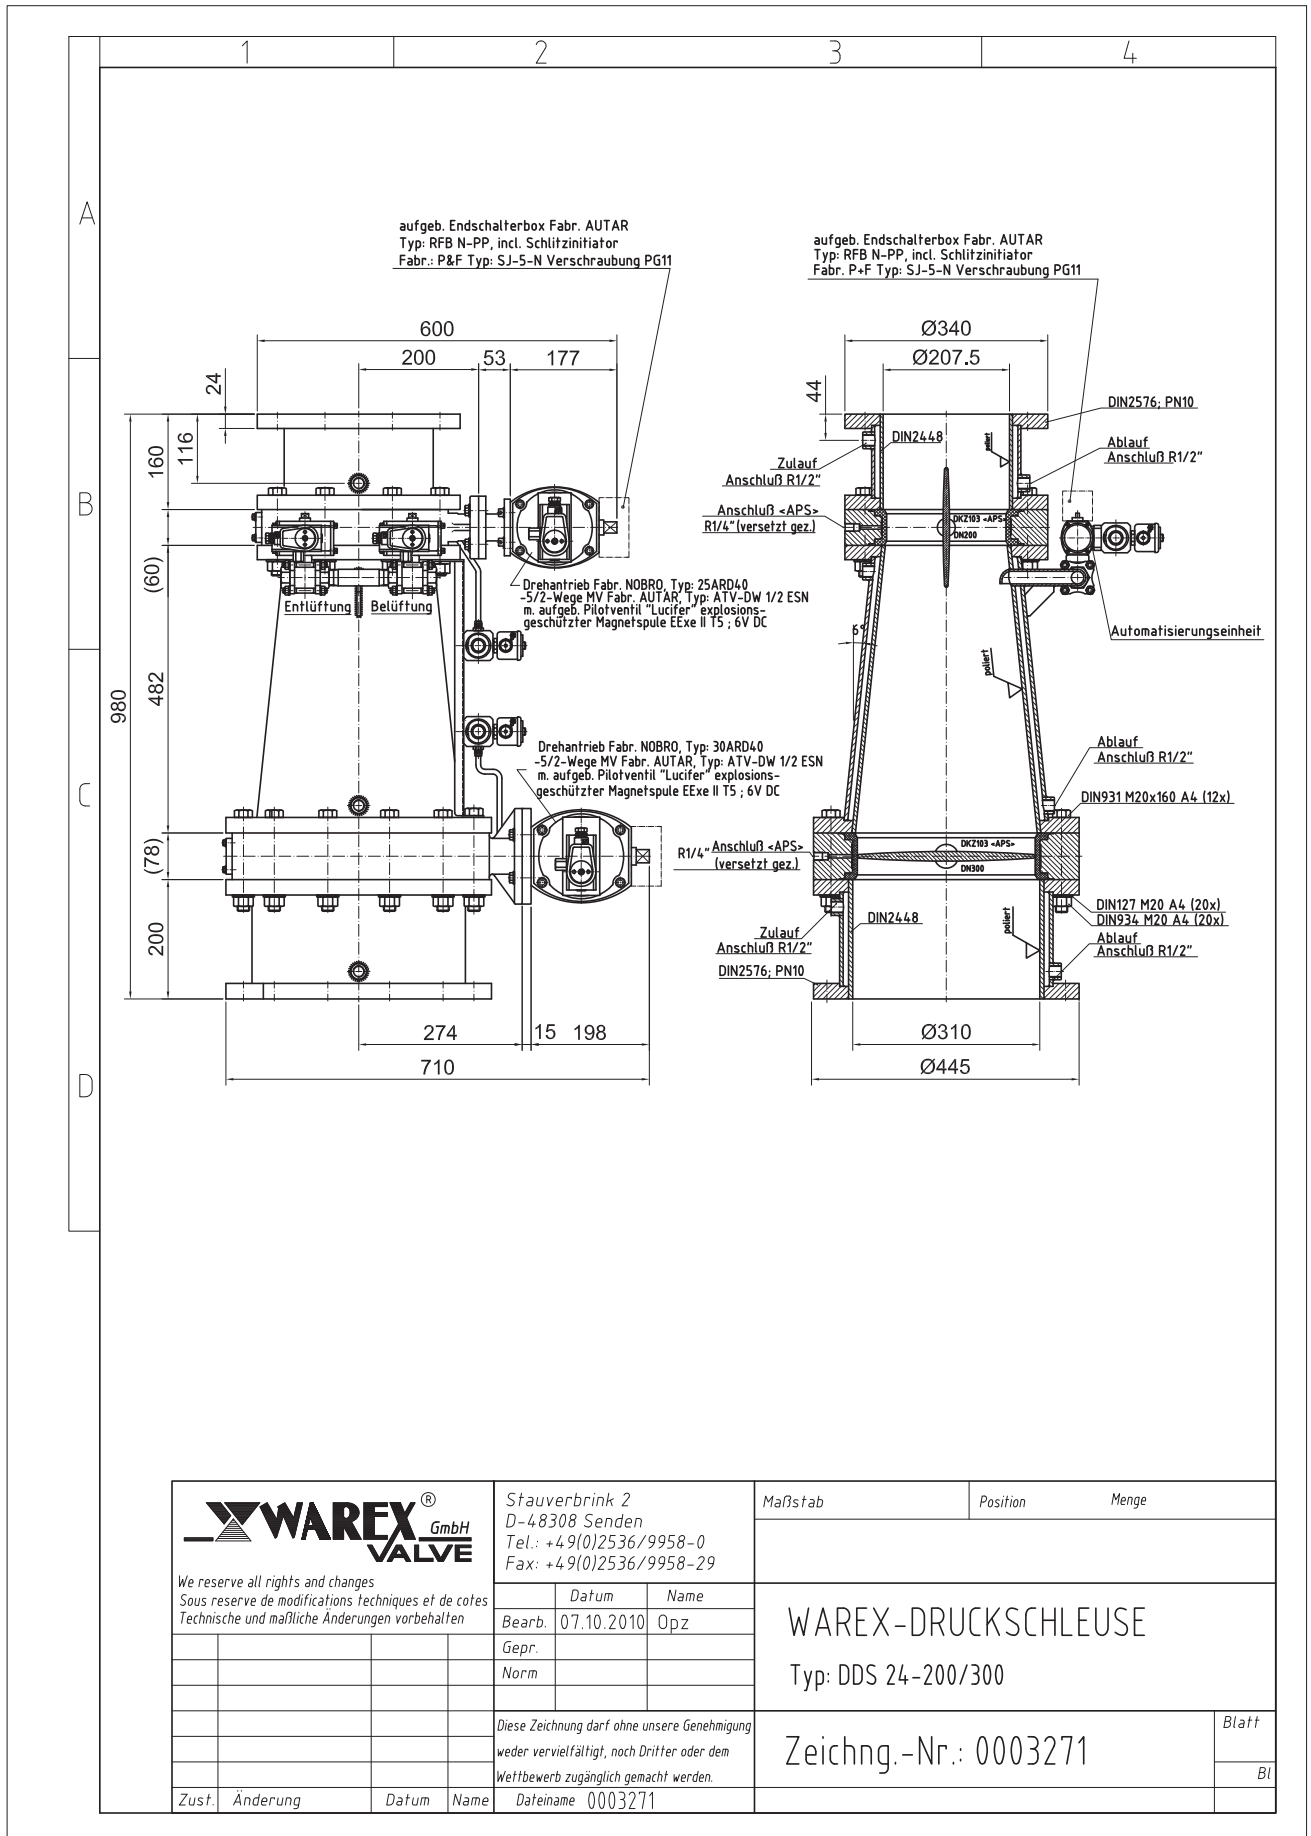 1
2
3
4
A
B
C
D
aufgeb. Endschalterbox Fabr. AUTAR
Typ: RFB N-PP, incl. Schlitzinitiator
Fabr.: P&F Typ: SJ-5-N Verschraubung PG11
aufgeb. Endschalterbox Fabr. AUTAR
Typ: RFB N-PP, incl. Schlitzinitiator
Fabr. P+F Typ: SJ-5-N Verschraubung PG11
600
200
53
177
24
116
160
(60)
482
980
(78)
200
Entlüftung
Belüftung
Drehantrieb Fabr. NOBRO, Typ: 25ARD40
-5/2-Wege MV Fabr. AUTAR, Typ: ATV-DW 1/2 ESN
m. aufgeb. Pilotventil "Lucifer" explosions-
geschützter Magnetspule EExe II T5 ; 6V DC
Drehantrieb Fabr. NOBRO, Typ: 30ARD40
-5/2-Wege MV Fabr. AUTAR, Typ: ATV-DW 1/2 ESN
m. aufgeb. Pilotventil "Lucifer" explosions-
geschützter Magnetspule EExe II T5 ; 6V DC
274
15
198
710
Ø340
Ø207.5
44
DIN2576; PN10
DIN2448
poliert
Zulauf
Anschluß R1/2"
Ablauf
Anschluß R1/2"
Anschluß <APS>
R1/4" (versetzt gez.)
DKZ103 <APS>
DN200
Automatisierungseinheit
6°
poliert
Ablauf
Anschluß R1/2"
DIN931 M20x160 A4 (12x)
R1/4" Anschluß <APS>
(versetzt gez.)
DKZ103 <APS>
DN300
DIN127 M20 A4 (20x)
DIN934 M20 A4 (20x)
DIN2448
poliert
Zulauf
Anschluß R1/2"
Ablauf
Anschluß R1/2"
DIN2576; PN10
Ø310
Ø445
WAREX ®
GmbH
VALVE
We reserve all rights and changes
Sous reserve de modifications techniques et de cotes
Technische und maßliche Änderungen vorbehalten
Stauverbrink 2
D-48308 Senden
Tel.: +49(0)2536/9958-0
Fax: +49(0)2536/9958-29
Datum Name
Bearb. 07.10.2010 Opz
Gepr.
Norm
Diese Zeichnung darf ohne unsere Genehmigung
weder vervielfältigt, noch Dritter oder dem
Wettbewerb zugänglich gemacht werden.
Zust. Änderung Datum Name
Dateiname 0003271
Maßstab
Position
Menge
WAREX-DRUCKSCHLEUSE
Typ: DDS 24-200/300
Zeichng.-Nr.: 0003271
Blatt
Bl